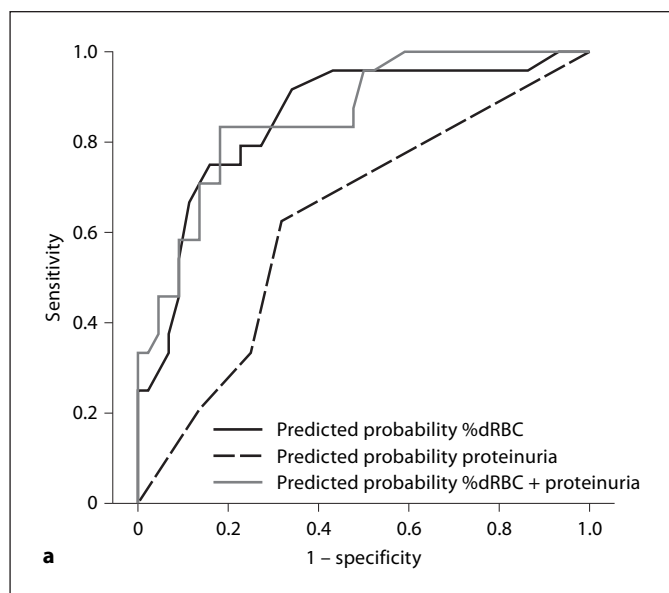 1.0
0.8
0.6
0.4
0.2
0
Sensitivity
Predicted probability %dRBC
Predicted probability proteinuria
Predicted probability %dRBC + proteinuria
0 0.2 0.4 0.6 0.8 1.0
a
1 – specificity